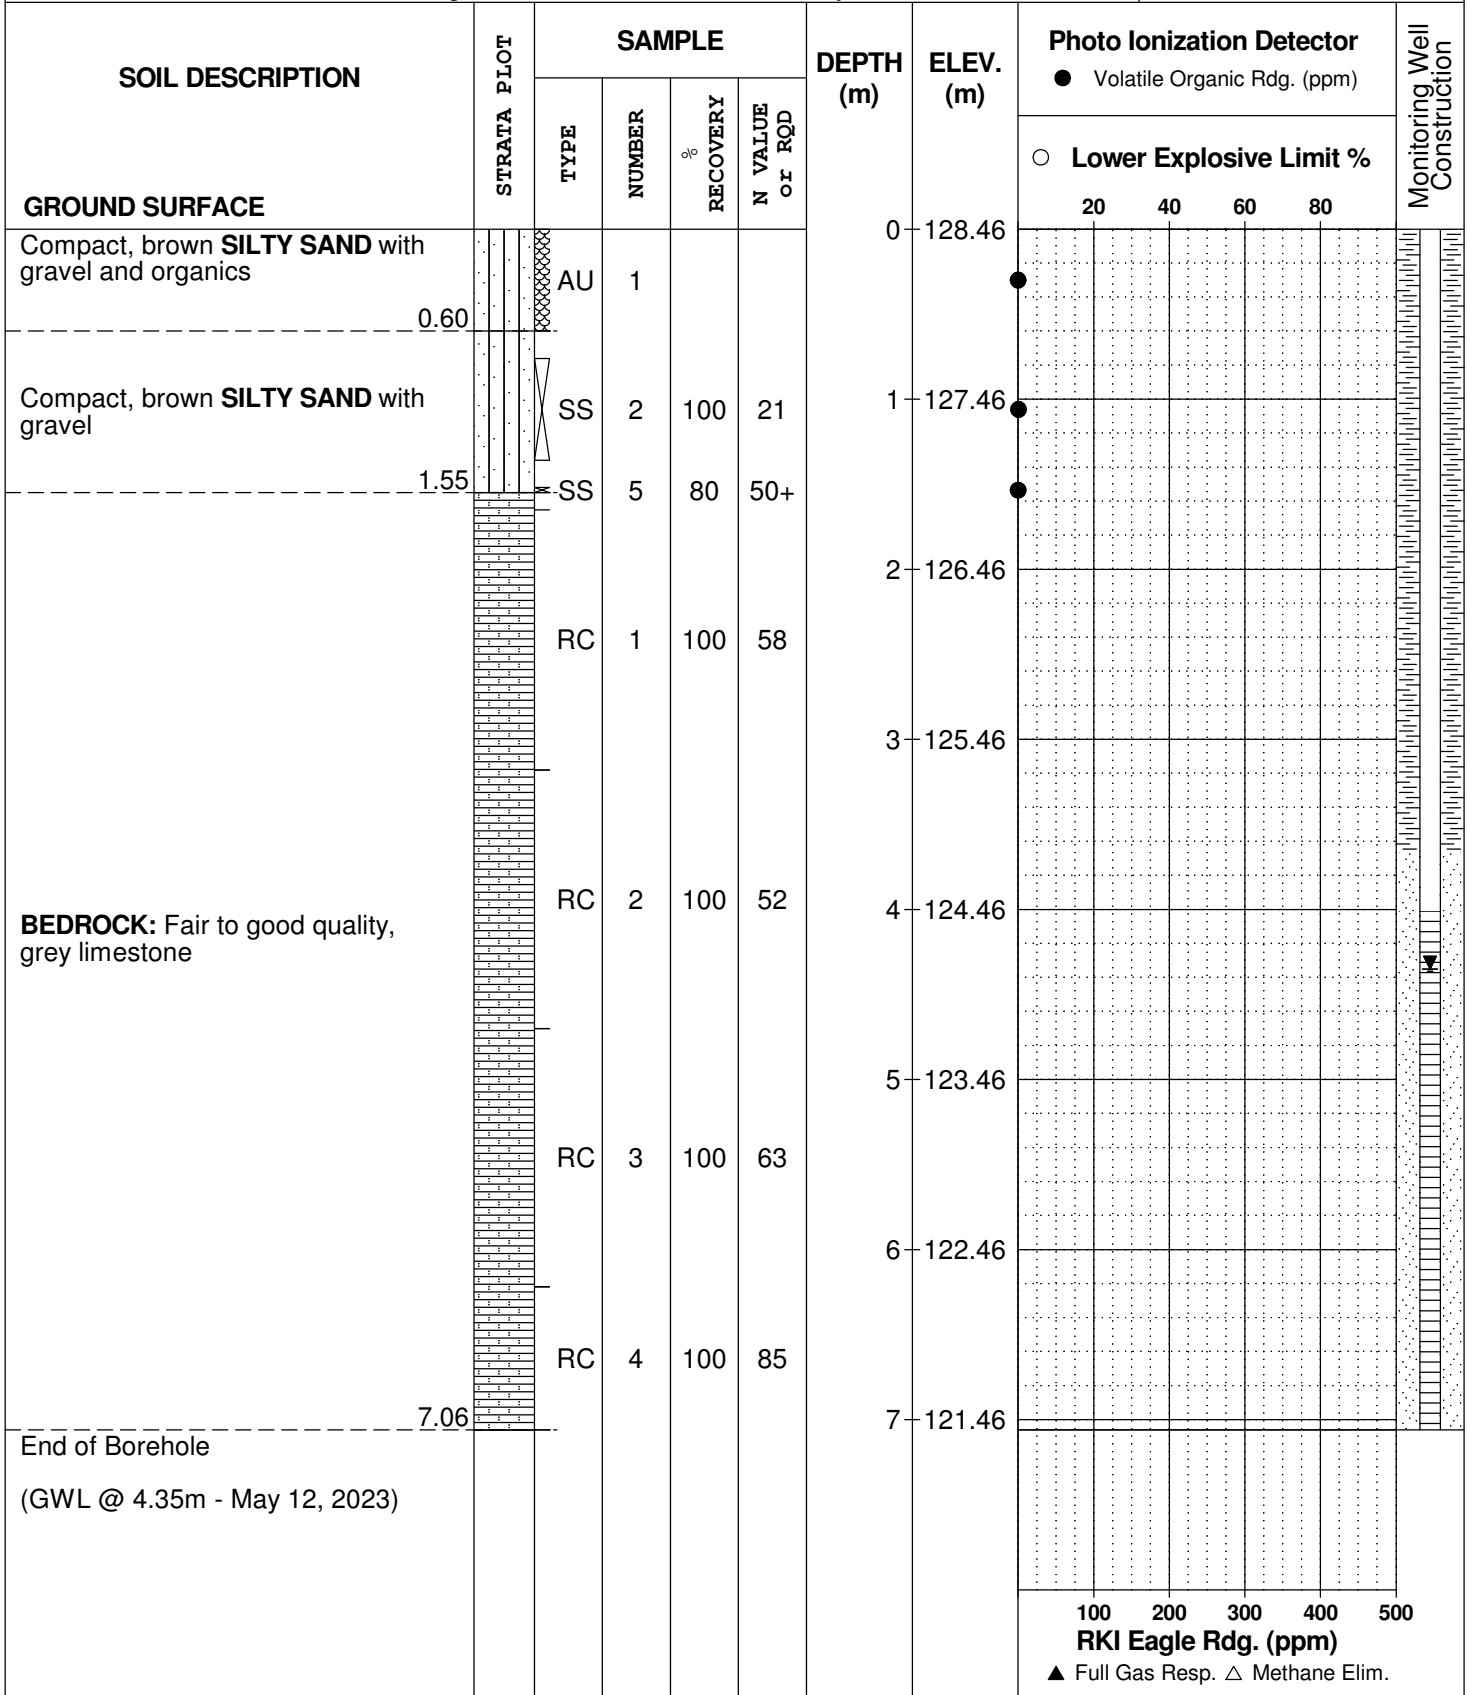 SOIL DESCRIPTION
GROUND SURFACE
STRATA PLOT
SAMPLE
TYPE
NUMBER
%
RECOVERY
N VALUE
or RQD
DEPTH
(m)
ELEV.
(m)
Photo Ionization Detector
● Volatile Organic Rdg. (ppm)
○ Lower Explosive Limit %
20 40 60 80
Monitoring Well
Construction
0 128.46
Compact, brown SILTY SAND with
gravel and organics
AU 1
0.60
Compact, brown SILTY SAND with
gravel
SS 2 100 21
1 127.46
1.55
SS 5 80 50+
2 126.46
RC 1 100 58
3 125.46
RC 2 100 52
4 124.46
BEDROCK: Fair to good quality,
grey limestone
5 123.46
RC 3 100 63
6 122.46
RC 4 100 85
7.06
7 121.46
End of Borehole
(GWL @ 4.35m - May 12, 2023)
100 200 300 400 500
RKI Eagle Rdg. (ppm)
▲ Full Gas Resp. △ Methane Elim.